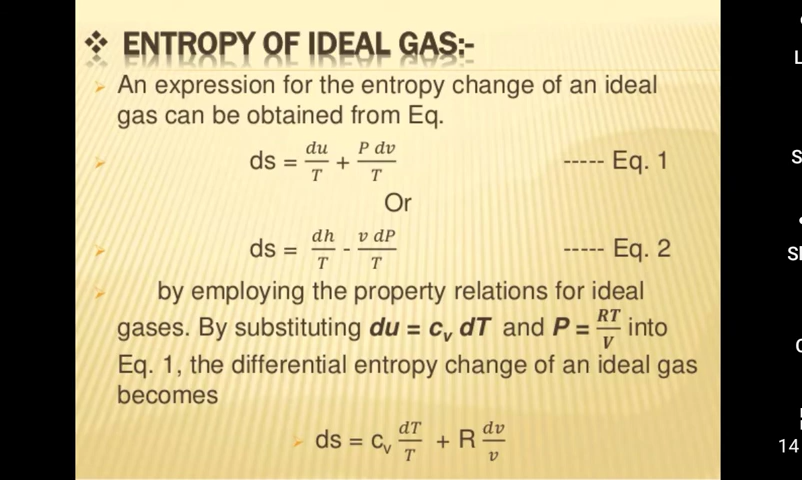 ❖ ENTROPY OF IDEAL GAS:-
➢ An expression for the entropy change of an ideal
gas can be obtained from Eq.
➢ ds = du/T + P dv/T ----- Eq. 1
Or
➢ ds = dh/T - v dP/T ----- Eq. 2
➢ by employing the property relations for ideal
gases. By substituting du = cᵥ dT and P = RT/V into
Eq. 1, the differential entropy change of an ideal gas
becomes
➢ ds = cᵥ dT/T + R dv/v
L
S
SI
14